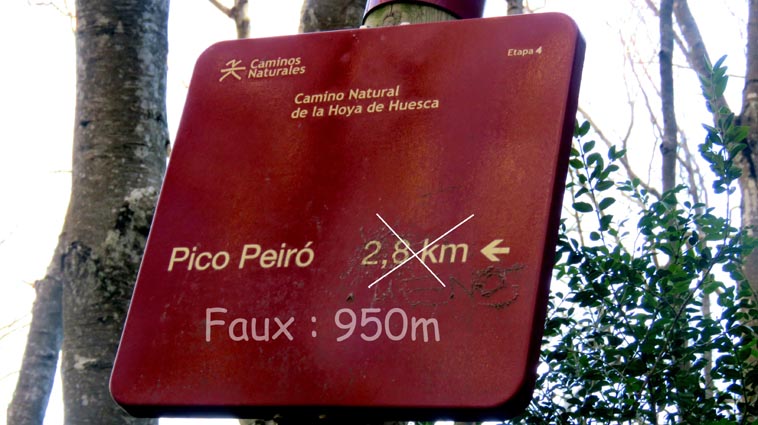 Caminos
Naturales
Etapa 4
Camino Natural
de la Hoya de Huesca
Pico Peiró 2,8 km ←
Faux : 950m